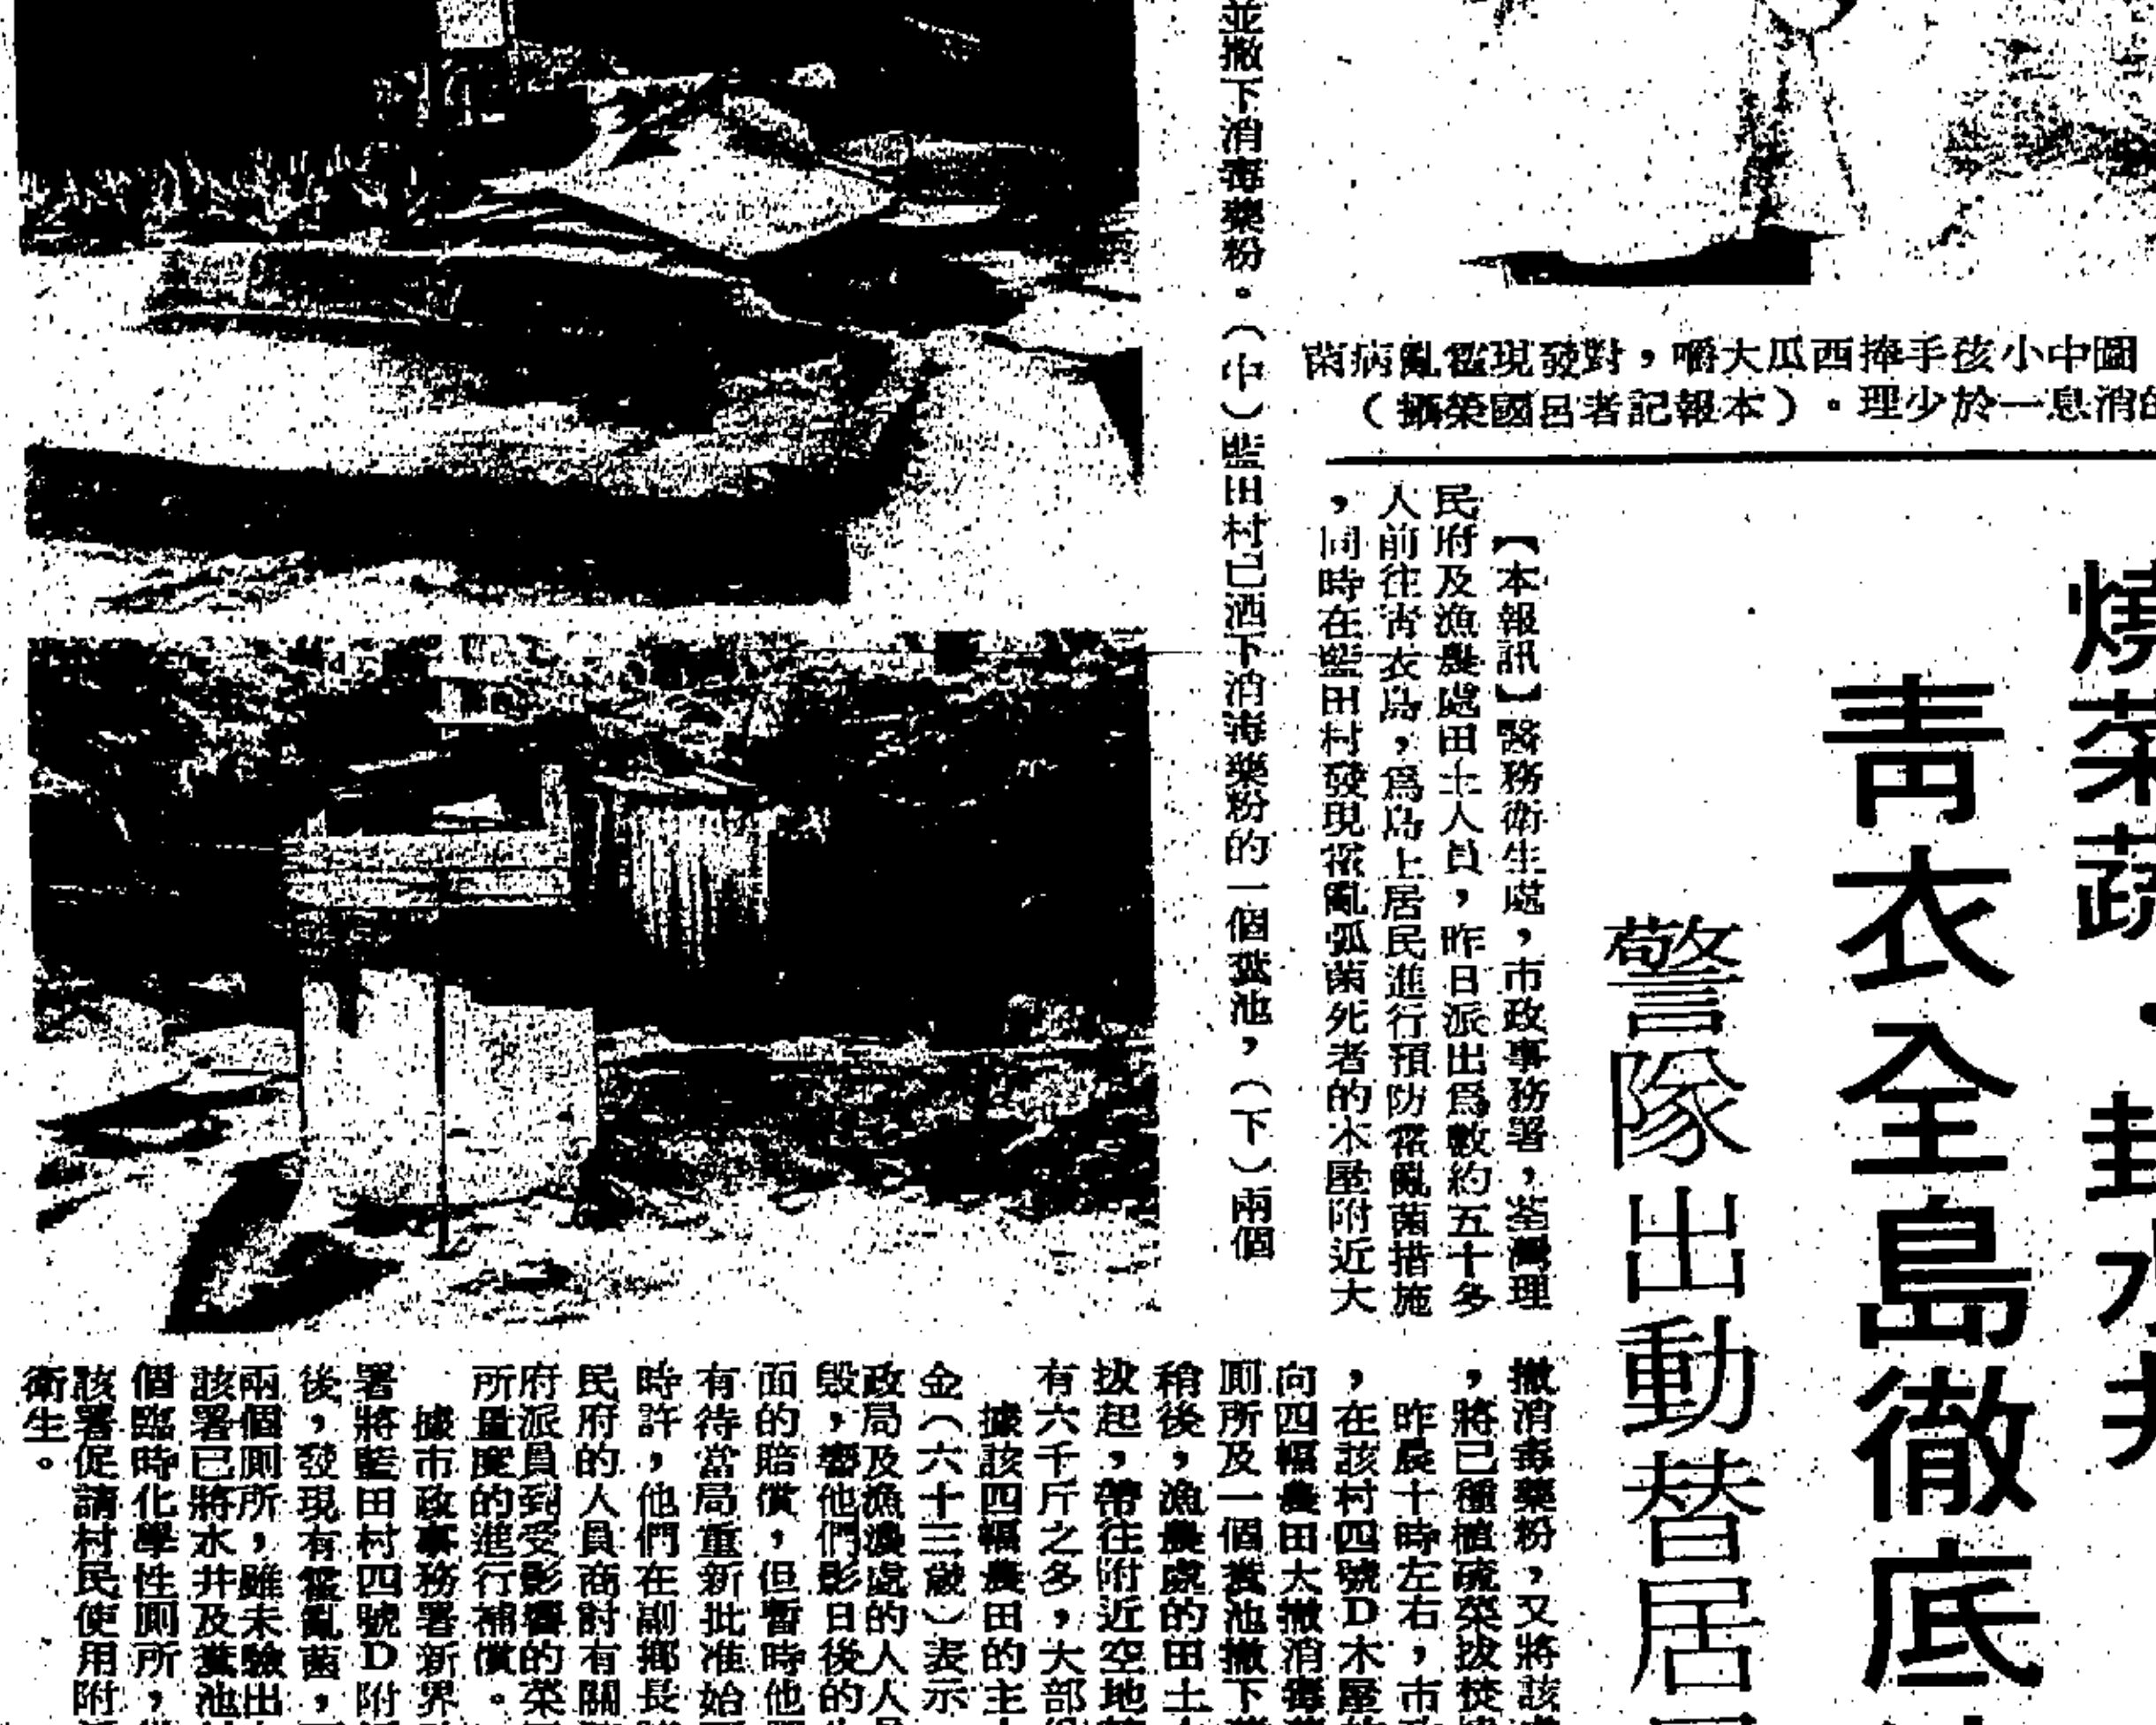 圖中小孩手捧西瓜大嚼，對發現霍亂病菌
消息一於少理。（本報記者呂國榮攝）
燒菜蔬・封水井
青衣全島徹底
警隊出動替居
【本報訊】醫務衛生處，市政事務署，荃灣理
民府及漁農處田土人員，昨日派出為數約五十多
人前往青衣島，為島上居民進行預防霍亂菌措施
，同時在藍田村發現霍亂弧菌死者的木屋附近大
並撒下消毒藥粉。（中）藍田村已洒下消毒藥粉的一個糞池，（下）兩個
撒消毒藥粉，又將該
，將已種植蔬菜拔
昨晨十時左右，市
，在該村四號D木屋
向四幅農田大撒消毒
厠所及一個糞池撒下
稍後，漁農處的田土
拔起，帶往附近空地
有六千斤之多，大部
據該四幅農田的主
金（六十三歲）表示
政局及漁農處的人
毀，響他們影日後的
面的賠償，但暫時他
有待當局重新批准始
時許，他們在副鄉長
民府的人員商討有關
府派員到受影響的菜
所量度的進行補償。
據市政事務署新界
署將藍田村四號D附
後，發現有霍亂菌，
兩個厠所，雖未驗出
該署已將水井及糞池
個臨時化學性厠所，
該署促請村民使用附
衛生。